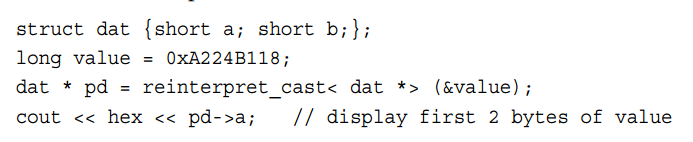 struct dat {short a; short b;};
long value = 0xA224B118;
dat * pd = reinterpret_cast< dat *> (&value);
cout << hex << pd->a;   // display first 2 bytes of value